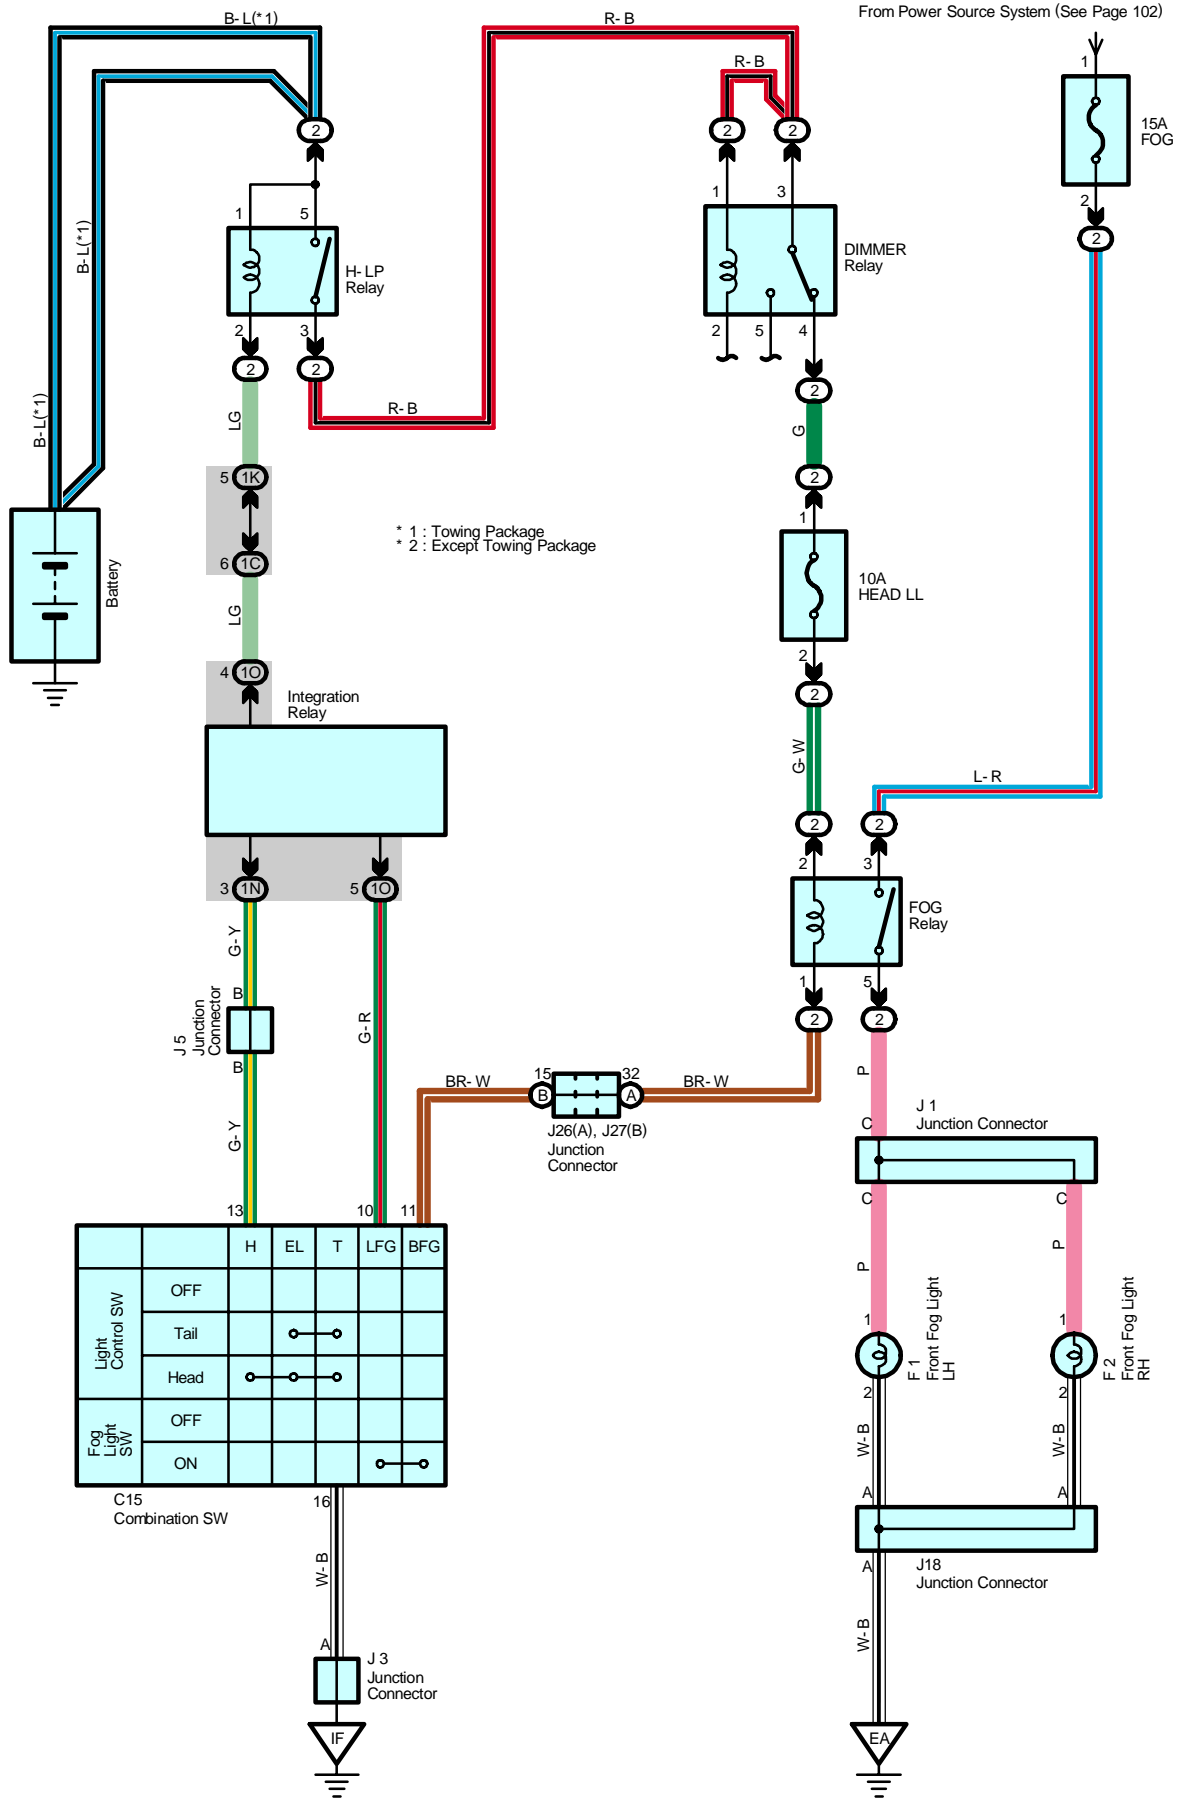 From Power Source System (See Page 102)
B-L(*1)
R-B
R-B
1
15A
FOG
2
2
2
2
2
B-L(*1)
1
5
H-LP
Relay
1
3
DIMMER
Relay
2
3
2
5
4
2
2
2
B-L(*1)
LG
R-B
G
5
1K
2
1
* 1 : Towing Package
* 2 : Except Towing Package
6
1C
10A
HEAD LL
Battery
LG
2
4
1O
2
Integration
Relay
G-W
L-R
2
2
2
3
FOG
Relay
3
1N
5
1O
G-Y
1
5
B
2
2
J 5
Junction
Connector
G-R
B
P
BR-W
15
32
BR-W
B
A
J26(A), J27(B)
Junction
Connector
J 1
Junction Connector
C
G-Y
C
C
13
10
11
H
EL
T
LFG
BFG
P
P
Light
Control SW
OFF
Tail
Head
Fog
Light
SW
OFF
ON
1
1
F 1
Front Fog Light
LH
F 2
Front Fog Light
RH
2
2
W-B
W-B
C15
Combination SW
16
A
A
J18
Junction Connector
W-B
A
W-B
A
J 3
Junction
Connector
IF
EA